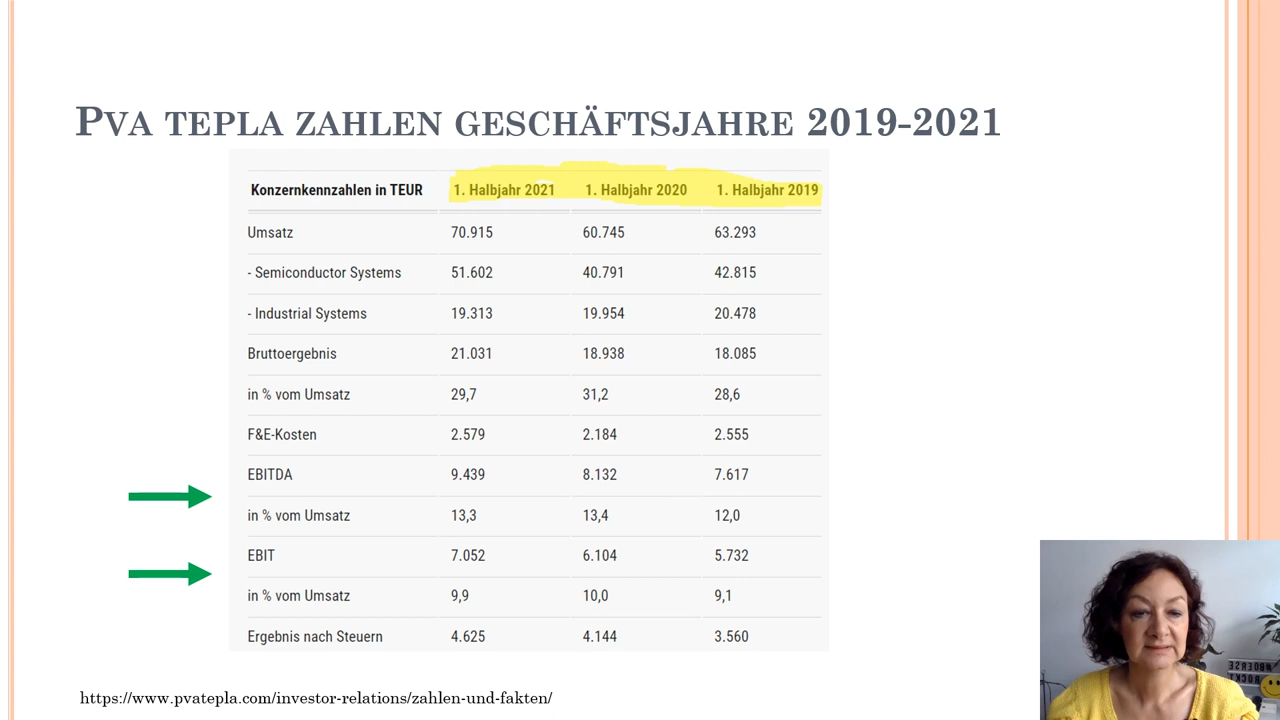 PVA TEPLA ZAHLEN GESCHÄFTSJAHRE 2019-2021
Konzernkennzahlen in TEUR 1. Halbjahr 2021 1. Halbjahr 2020 1. Halbjahr 2019
Umsatz 70.915 60.745 63.293
- Semiconductor Systems 51.602 40.791 42.815
- Industrial Systems 19.313 19.954 20.478
Bruttoergebnis 21.031 18.938 18.085
in % vom Umsatz 29,7 31,2 28,6
F&E-Kosten 2.579 2.184 2.555
EBITDA 9.439 8.132 7.617
in % vom Umsatz 13,3 13,4 12,0
EBIT 7.052 6.104 5.732
in % vom Umsatz 9,9 10,0 9,1
Ergebnis nach Steuern 4.625 4.144 3.560
https://www.pvatepla.com/investor-relations/zahlen-und-fakten/
#BOERSE
ROCKT